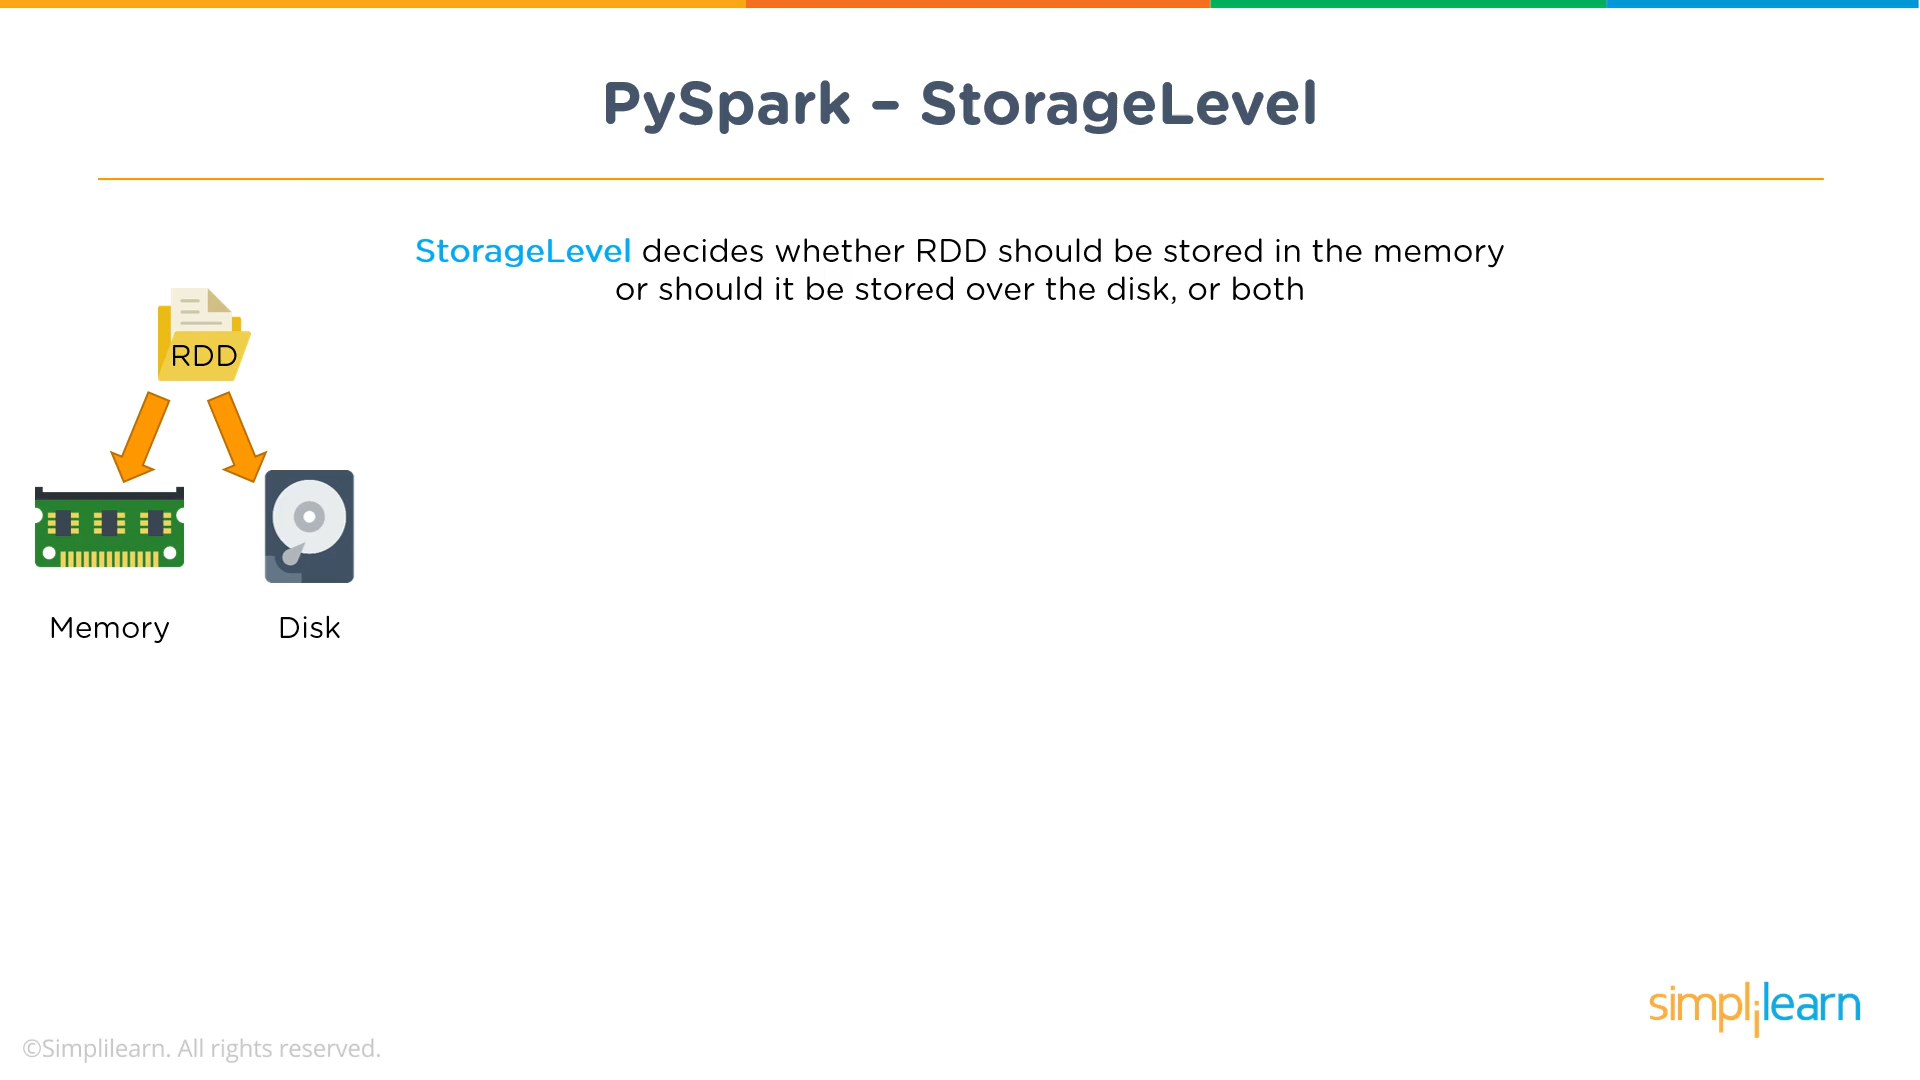 PySpark – StorageLevel
StorageLevel decides whether RDD should be stored in the memory
or should it be stored over the disk, or both
RDD
Memory
Disk
simplilearn
©Simplilearn. All rights reserved.